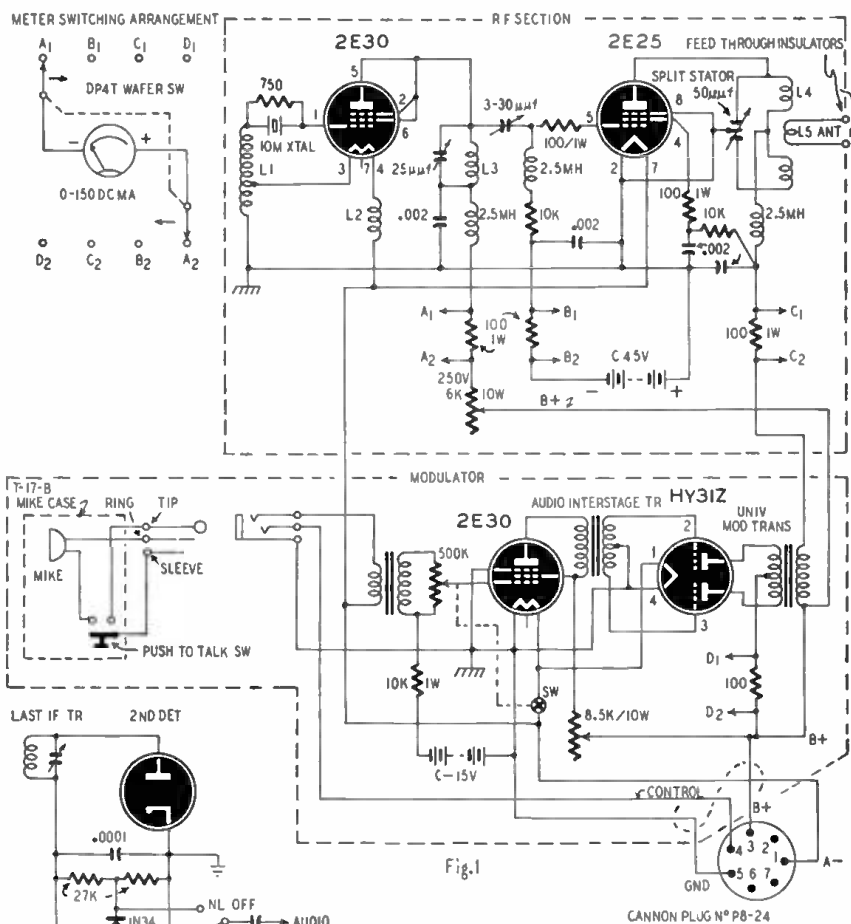 METER SWITCHING ARRANGEMENT
A1 B1 C1 D1
DP4T WAFER SW
- +
0-150 DC MA
D2 C2 B2 A2
RF SECTION
2E30
2E25
FEED THROUGH INSULATORS
750
5
2
6
1
10M XTAL
3 7 4
L1
L2
25μμf
.002
L3
2.5MH
3-30μμf
100/1W
2.5MH
10K
.002
5
8
4
2
7
SPLIT STATOR
50μμf
L4
L5 ANT
100 1W
10K
.002
2.5MH
A1
A2
100
1W
B1
B2
C1
C2
100 1W
C 45V
- +
250V
6K 10W
B+
MODULATOR
T-17-B
MIKE CASE
RING
TIP
MIKE
SLEEVE
PUSH TO TALK SW
2E30
AUDIO INTERSTAGE TR
HY31Z
UNIV
MOD TRANS
500K
2
1
4
3
10K 1W
SW
8.5K/10W
D1
100
D2
B+
C-15V
CONTROL
B+
LAST IF TR
2ND DET
.0001
27K
NL OFF
1N34
AUDIO
Fig.1
4 3 2 1
5 6 7
A-
GND
CANNON PLUG Nº P8-24